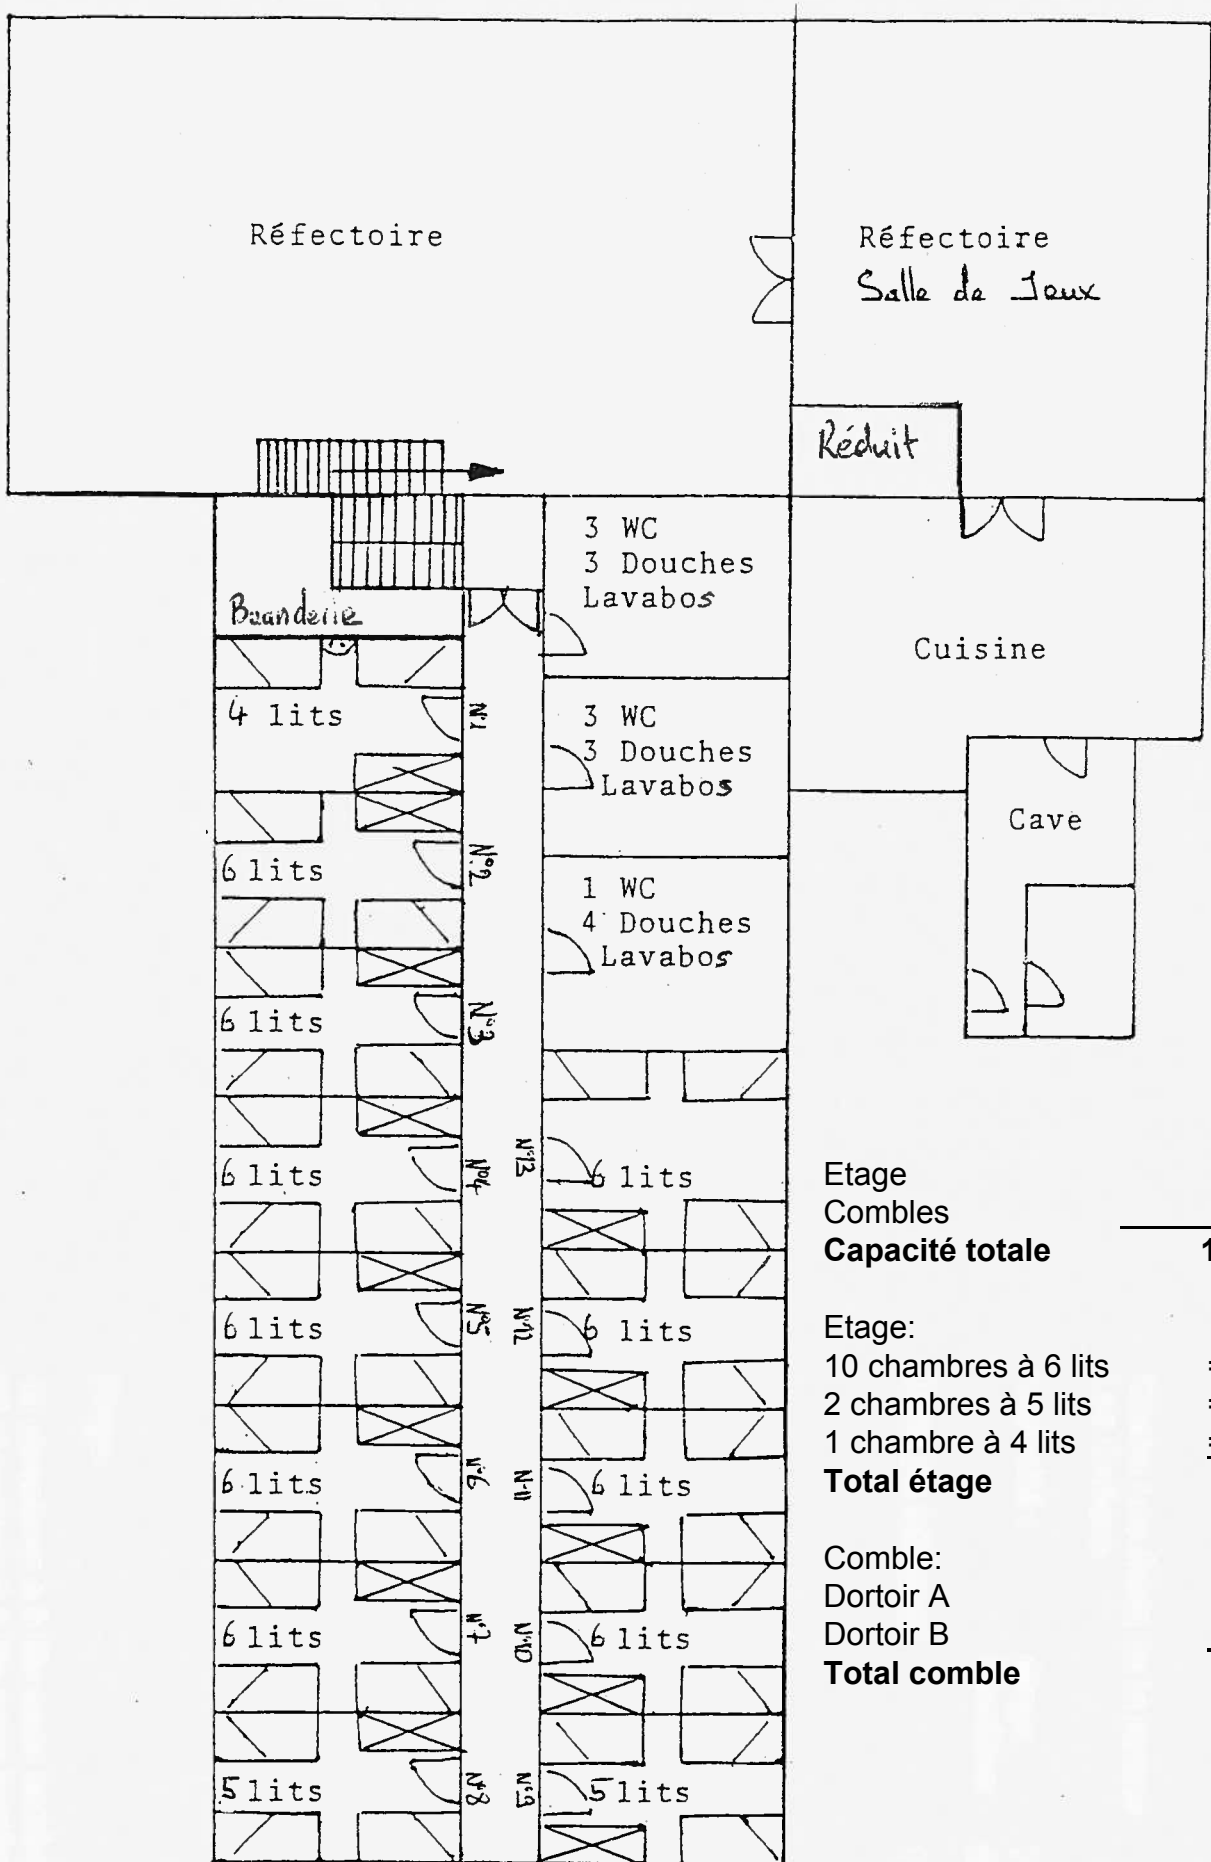 Réfectoire
Réfectoire
Salle de Jeux
Réduit
3 WC
3 Douches
Lavabos
Buanderie
Cuisine
4 lits
N°1
3 WC
3 Douches
Lavabos
Cave
6 lits
N°2
1 WC
4 Douches
Lavabos
6 lits
N°3
6 lits
N°4
N°13
6 lits
6 lits
N°5
N°12
6 lits
6 lits
N°6
N°11
6 lits
6 lits
N°7
N°10
6 lits
5 lits
N°8
N°9
5 lits
Etage
Combles
Capacité totale 1
Etage:
10 chambres à 6 lits =
2 chambres à 5 lits =
1 chambre à 4 lits =
Total étage
Comble:
Dortoir A
Dortoir B
Total comble